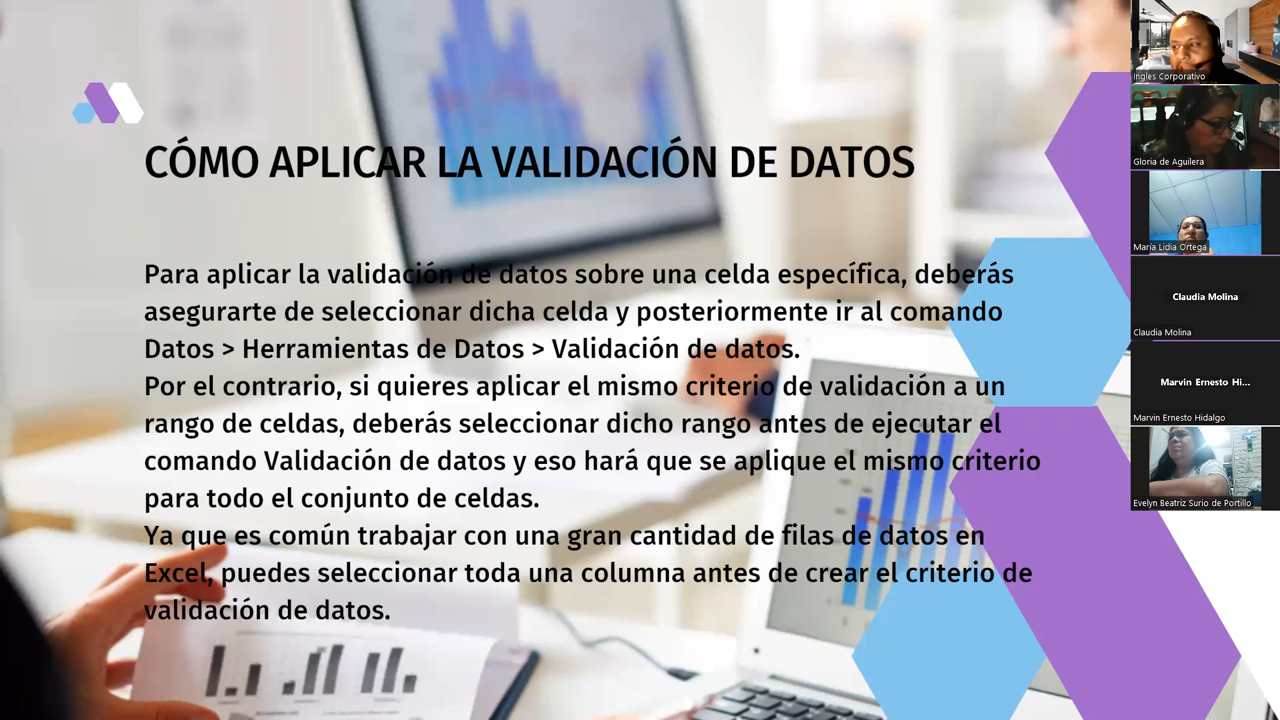 CÓMO APLICAR LA VALIDACIÓN DE DATOS
Para aplicar la validación de datos sobre una celda específica, deberás
asegurarte de seleccionar dicha celda y posteriormente ir al comando
Datos > Herramientas de Datos > Validación de datos.
Por el contrario, si quieres aplicar el mismo criterio de validación a un
rango de celdas, deberás seleccionar dicho rango antes de ejecutar el
comando Validación de datos y eso hará que se aplique el mismo criterio
para todo el conjunto de celdas.
Ya que es común trabajar con una gran cantidad de filas de datos en
Excel, puedes seleccionar toda una columna antes de crear el criterio de
validación de datos.
Ingles Corporativo
Gloria de Aguilera
María Lidia Ortega
Claudia Molina
Claudia Molina
Marvin Ernesto Hi...
Marvin Ernesto Hidalgo
Evelyn Beatriz Surio de Portillo